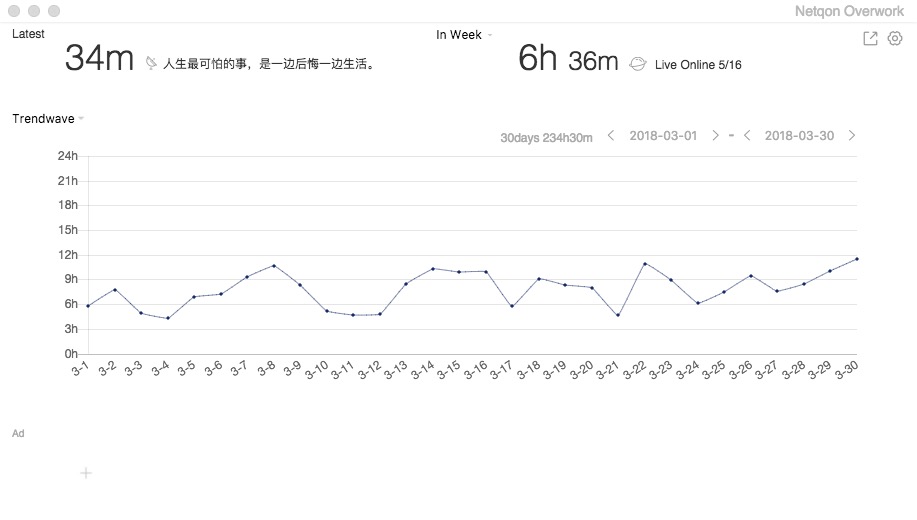 Netqon Overwork
Latest
In Week
34m
人生最可怕的事，是一边后悔一边生活。
6h 36m
Live Online 5/16
Trendwave
30days 234h30m
2018-03-01 - 2018-03-30
24h
21h
18h
15h
12h
9h
6h
3h
0h
3-1 3-2 3-3 3-4 3-5 3-6 3-7 3-8 3-9 3-10 3-11 3-12 3-13 3-14 3-15 3-16 3-17 3-18 3-19 3-20 3-21 3-22 3-23 3-24 3-25 3-26 3-27 3-28 3-29 3-30
Ad